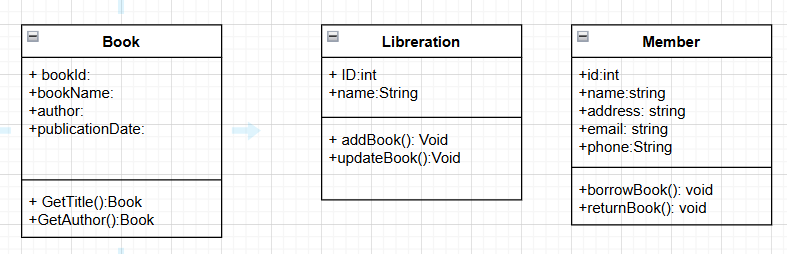 Book
+ bookId:
+bookName:
+author:
+publicationDate:
+ GetTitle():Book
+GetAuthor():Book
Libreration
+ ID:int
+name:String
+ addBook(): Void
+updateBook():Void
Member
+id:int
+name:string
+address: string
+email: string
+phone:String
+borrowBook(): void
+returnBook(): void